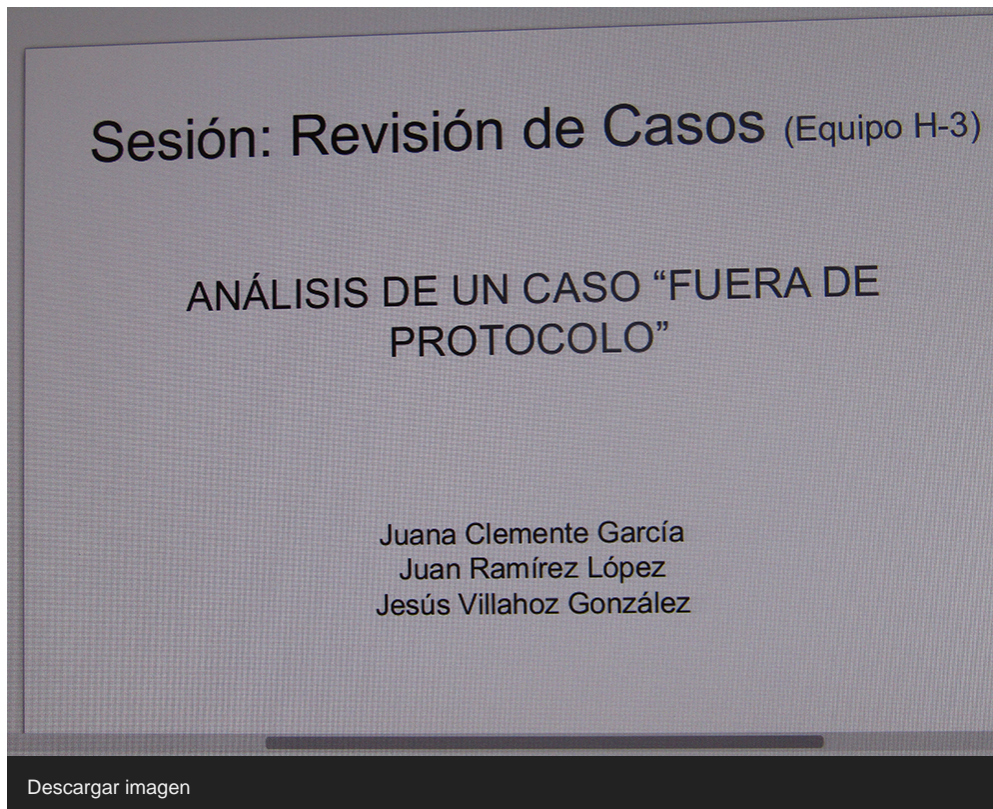 Sesión: Revisión de Casos (Equipo H-3)
ANÁLISIS DE UN CASO “FUERA DE
PROTOCOLO”
Juana Clemente García
Juan Ramírez López
Jesús Villahoz González
Descargar imagen